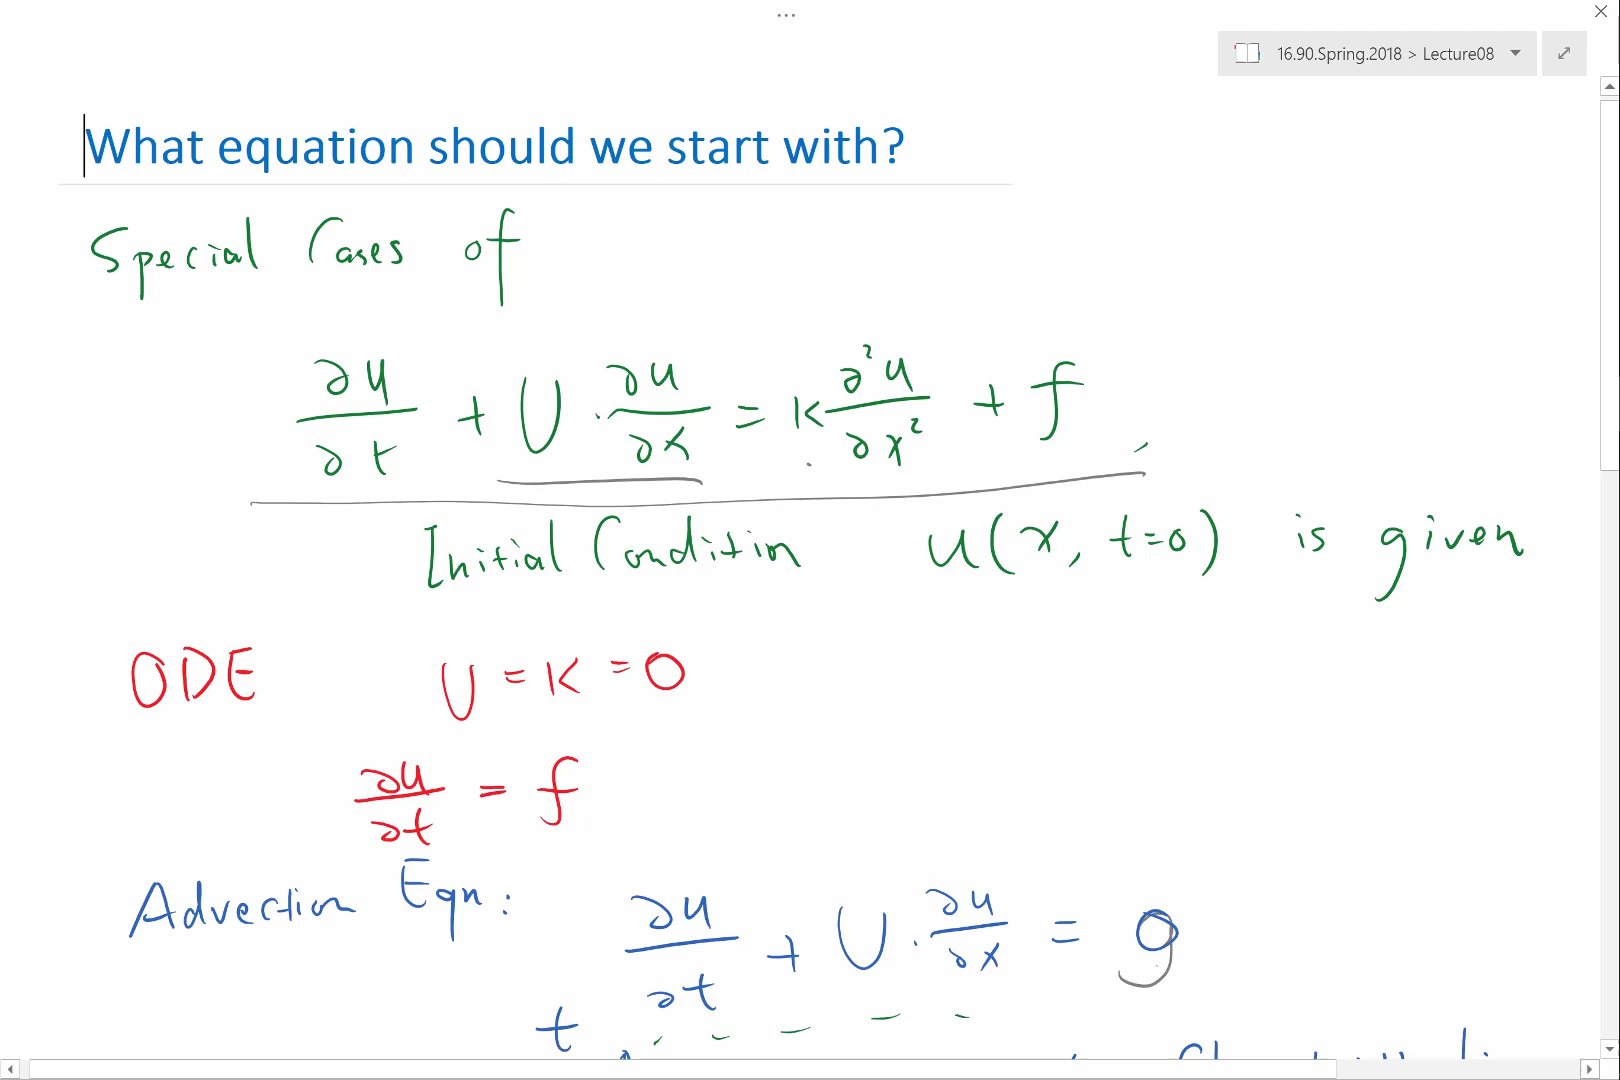 ...
16.90.Spring.2018 > Lecture08
What equation should we start with?
Special Cases of
∂u/∂t + U · ∂u/∂x = κ ∂²u/∂x² + f ,
Initial Condition u(x, t=0) is given
ODE U = κ = 0
∂u/∂t = f
Advection Eqn: ∂u/∂t + U · ∂u/∂x = 0
t